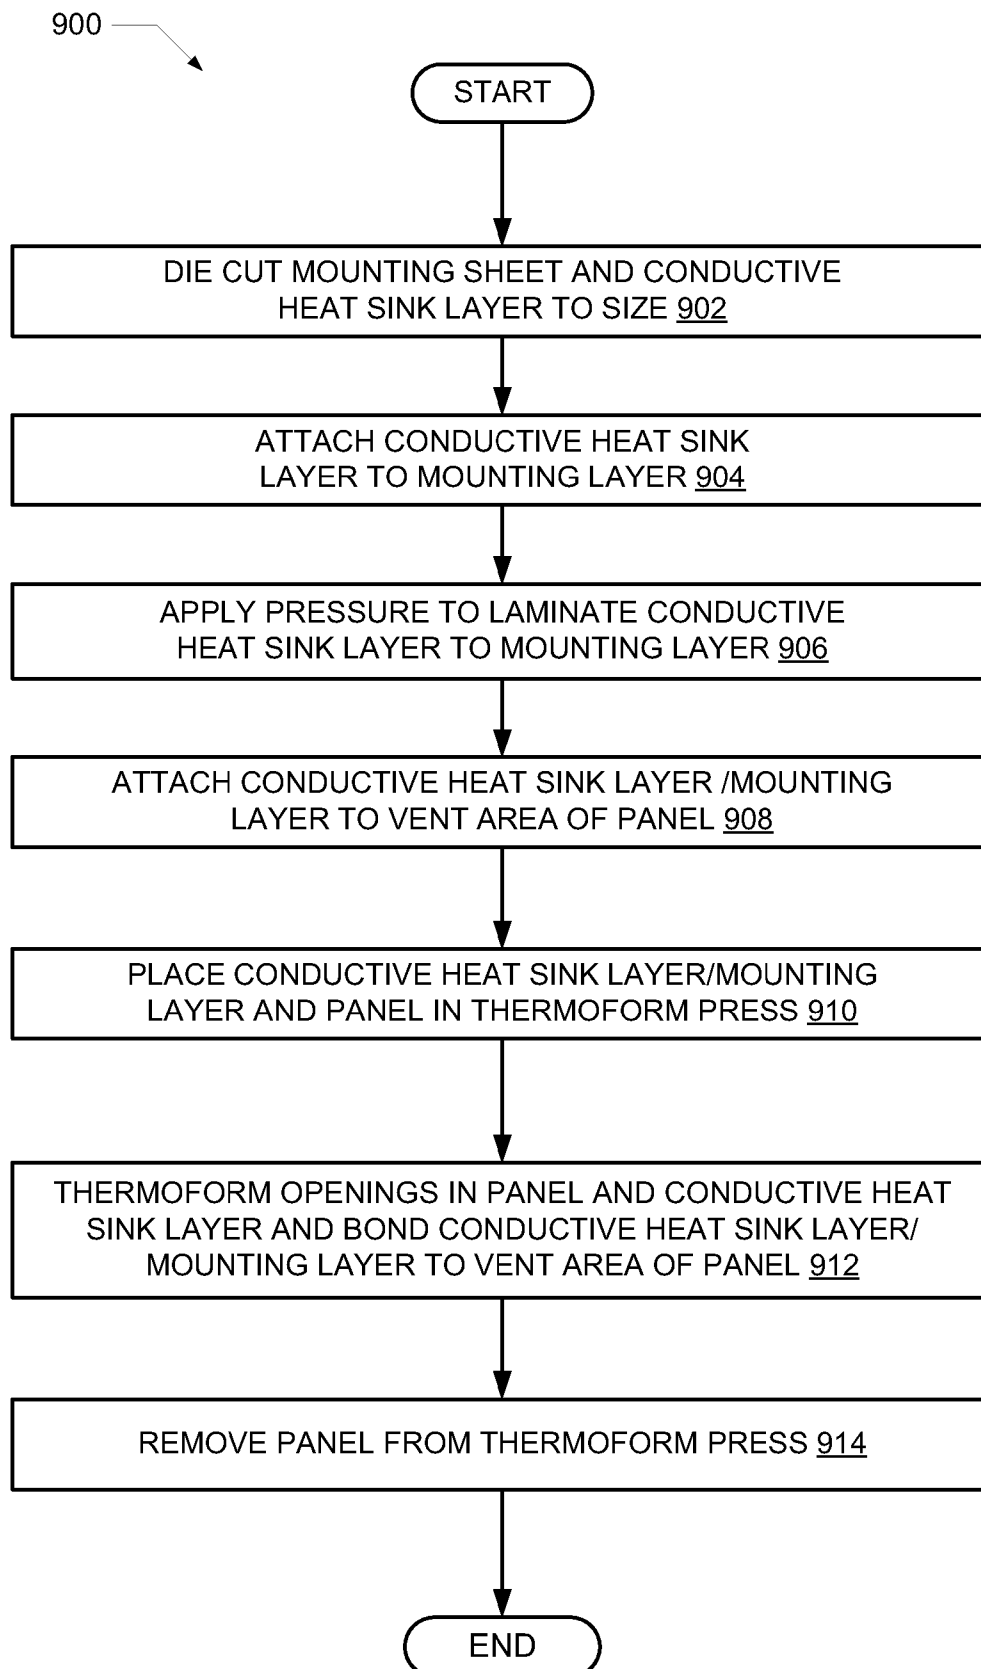 900
START
DIE CUT MOUNTING SHEET AND CONDUCTIVE
HEAT SINK LAYER TO SIZE 902
ATTACH CONDUCTIVE HEAT SINK
LAYER TO MOUNTING LAYER 904
APPLY PRESSURE TO LAMINATE CONDUCTIVE
HEAT SINK LAYER TO MOUNTING LAYER 906
ATTACH CONDUCTIVE HEAT SINK LAYER /MOUNTING
LAYER TO VENT AREA OF PANEL 908
PLACE CONDUCTIVE HEAT SINK LAYER/MOUNTING
LAYER AND PANEL IN THERMOFORM PRESS 910
THERMOFORM OPENINGS IN PANEL AND CONDUCTIVE HEAT
SINK LAYER AND BOND CONDUCTIVE HEAT SINK LAYER/
MOUNTING LAYER TO VENT AREA OF PANEL 912
REMOVE PANEL FROM THERMOFORM PRESS 914
END